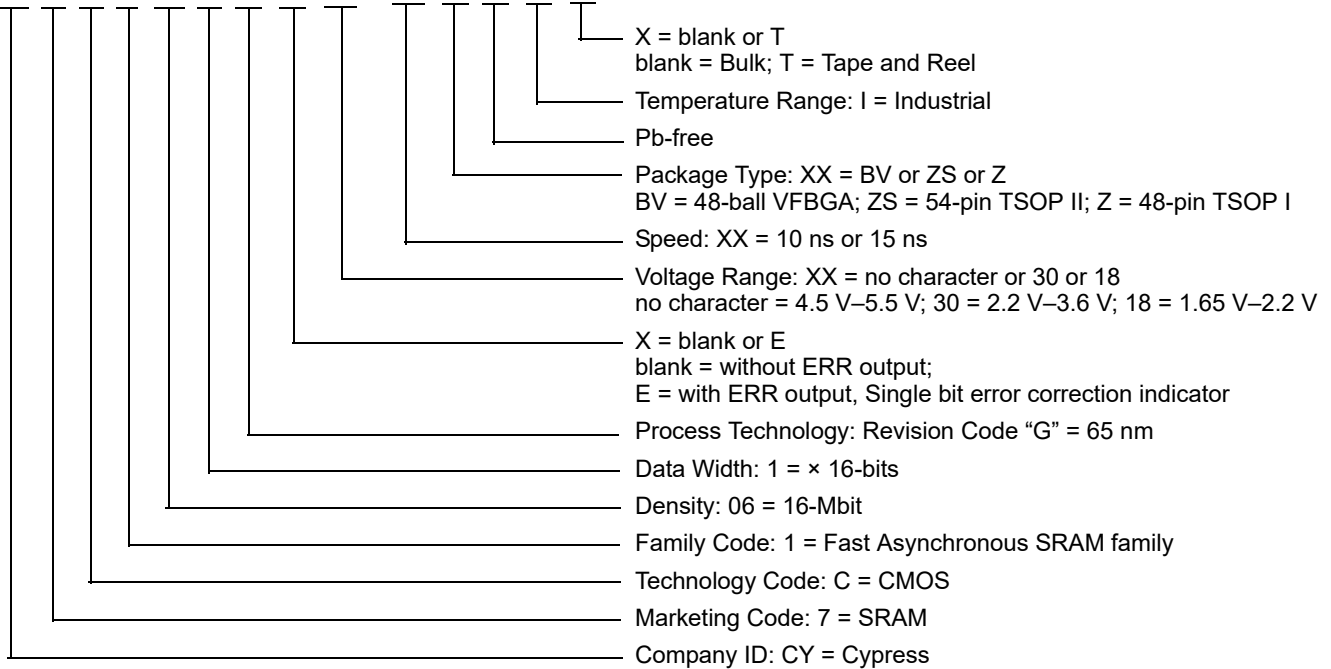 X = blank or T
blank = Bulk; T = Tape and Reel
Temperature Range: I = Industrial
Pb-free
Package Type: XX = BV or ZS or Z
BV = 48-ball VFBGA; ZS = 54-pin TSOP II; Z = 48-pin TSOP I
Speed: XX = 10 ns or 15 ns
Voltage Range: XX = no character or 30 or 18
no character = 4.5 V–5.5 V; 30 = 2.2 V–3.6 V; 18 = 1.65 V–2.2 V
X = blank or E
blank = without ERR output;
E = with ERR output, Single bit error correction indicator
Process Technology: Revision Code “G” = 65 nm
Data Width: 1 = × 16-bits
Density: 06 = 16-Mbit
Family Code: 1 = Fast Asynchronous SRAM family
Technology Code: C = CMOS
Marketing Code: 7 = SRAM
Company ID: CY = Cypress